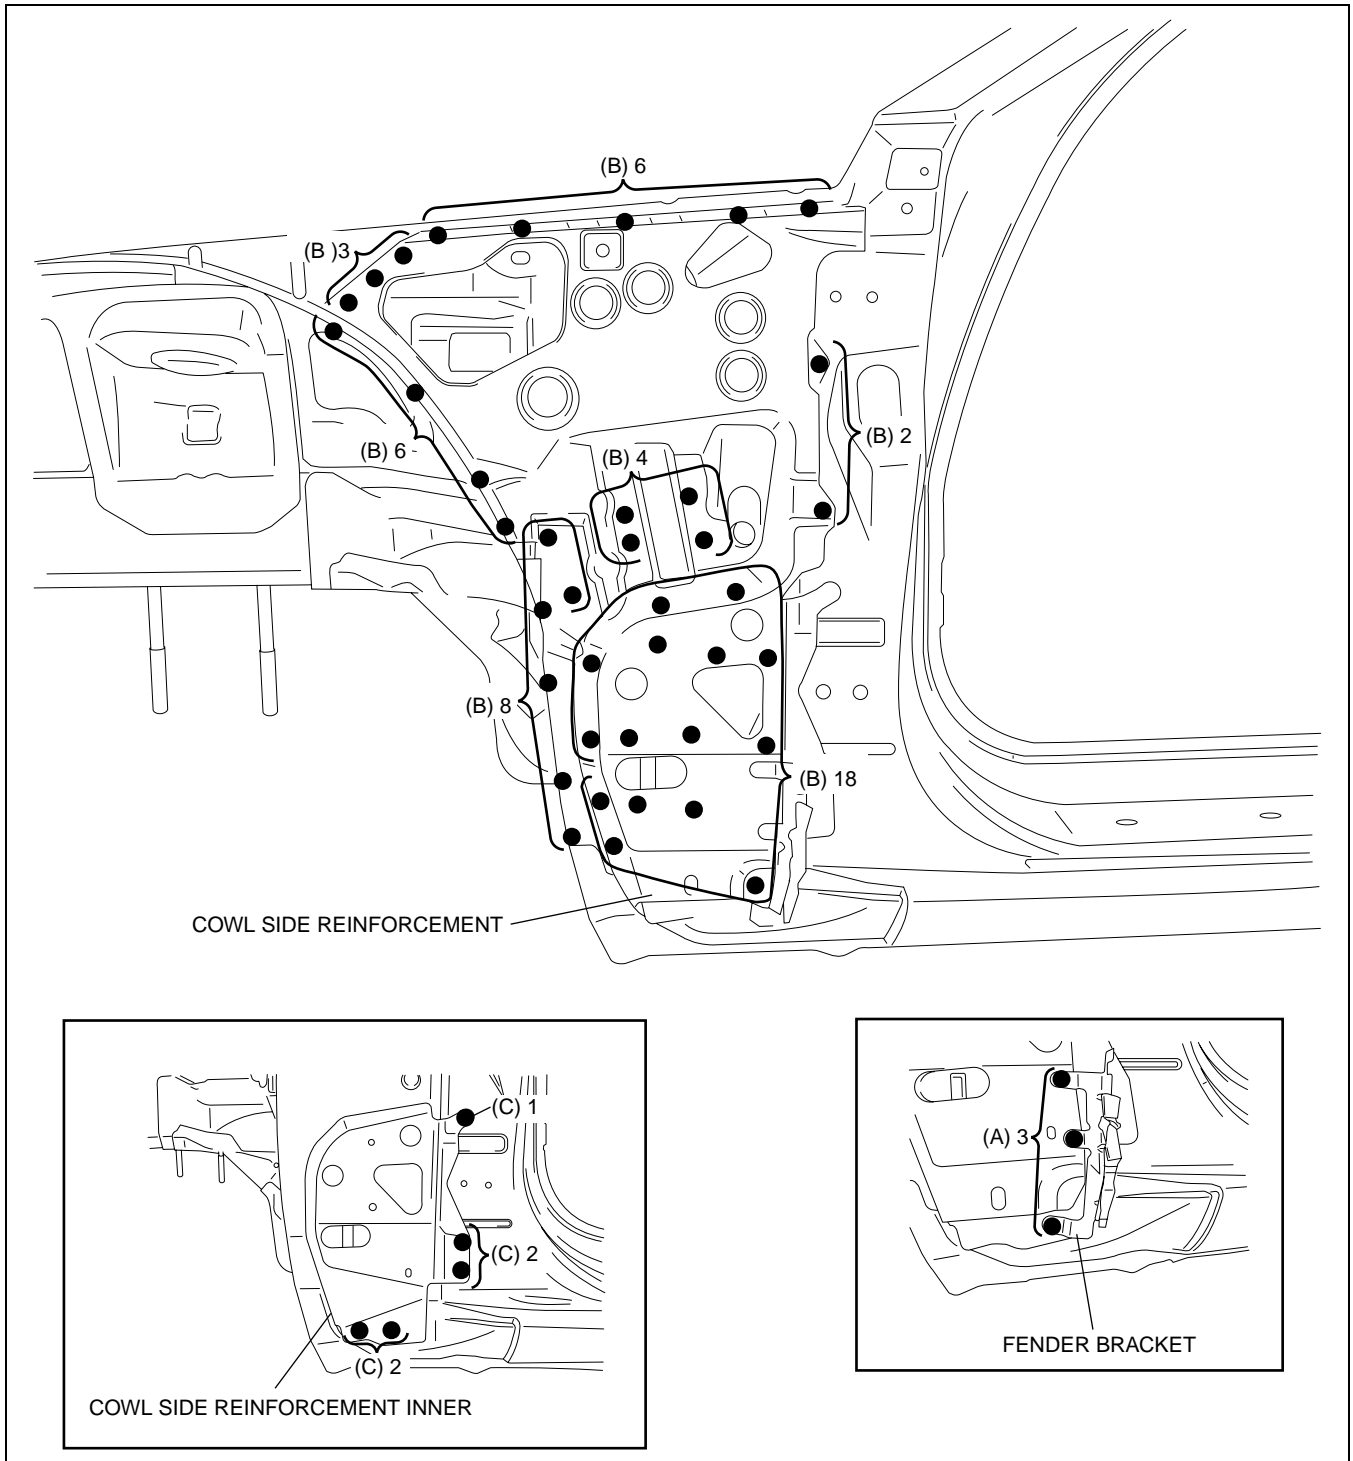 (B) 6
(B )3
(B) 2
(B) 6
(B) 4
(B) 8
(B) 18
COWL SIDE REINFORCEMENT
(C) 1
(C) 2
(C) 2
COWL SIDE REINFORCEMENT INNER
(A) 3
FENDER BRACKET